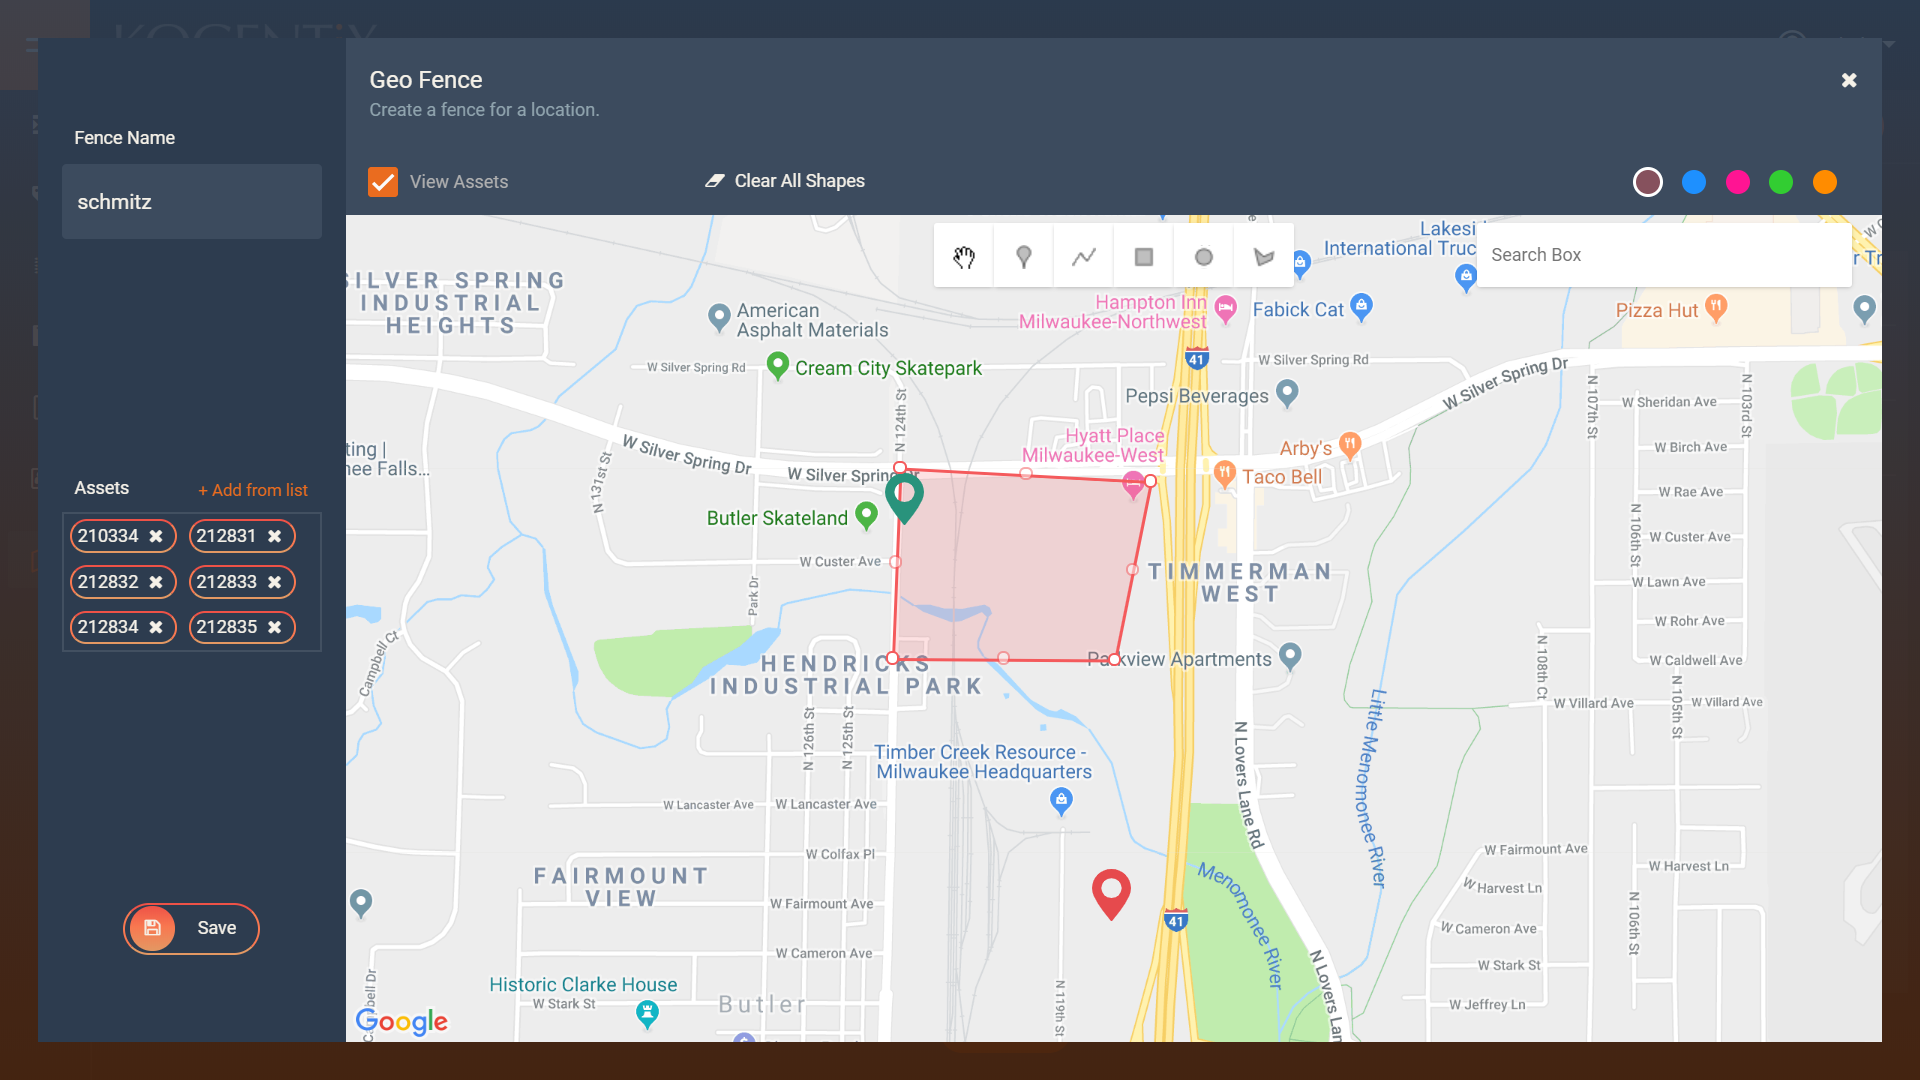 KOGENTiX
Geo Fence
Create a fence for a location.
Fence Name
schmitz
View Assets
Clear All Shapes
Assets
+ Add from list
210334
212831
212832
212833
212834
212835
Save
Search Box
Lakesi
International Truc
SILVER SPRING
INDUSTRIAL
HEIGHTS
American
Asphalt Materials
Hampton Inn
Milwaukee-Northwest
Fabick Cat
Pizza Hut
41
W Silver Spring Rd
Cream City Skatepark
W Silver Spring Rd
W Silver Spring Dr
N 107th St
N 103rd St
Pepsi Beverages
W Sheridan Ave
N 124th St
Hyatt Place
Milwaukee-West
Arby's
W Birch Ave
ting |
nee Falls...
W Silver Spring Dr
W Silver Spring Dr
N 131st St
Taco Bell
W Rae Ave
Butler Skateland
N 106th St
W Custer Ave
W Custer Ave
TIMMERMAN
WEST
W Lawn Ave
Park Dr
W Rohr Ave
Campbell Ct
HENDRICKS
INDUSTRIAL PARK
Parkview Apartments
N 108th Ct
W Caldwell Ave
N 105th St
W Villard Ave
W Villard Ave
Little Menomonee River
N 126th St
N 125th St
N Lovers Lane Rd
Timber Creek Resource -
Milwaukee Headquarters
W Lancaster Ave
W Lancaster Ave
W Colfax Pl
W Fairmount Ave
W Harvest Ln
FAIRMOUNT
VIEW
Menomonee River
W Harvest Ln
W Fairmount Ave
N 106th St
41
W Cameron Ave
W Cameron Ave
W Stark St
Historic Clarke House
W Stark St
Butler
N 119th St
N Lovers Lan
W Jeffrey Ln
Google